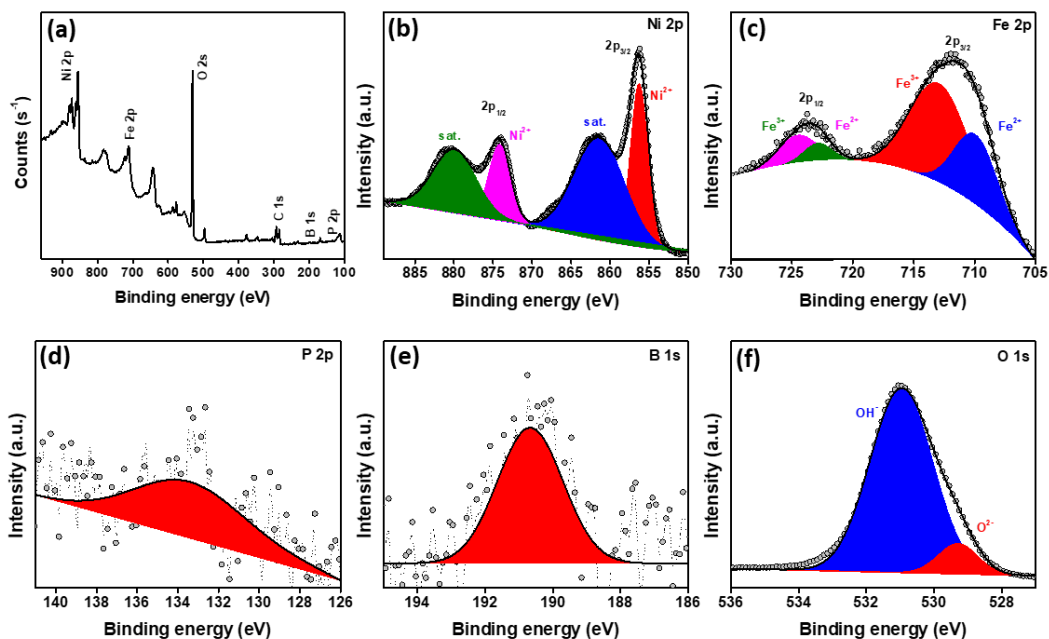 (a)
Counts (s⁻¹)
Ni 2p
Fe 2p
O 2s
C 1s
B 1s
P 2p
900 800 700 600 500 400 300 200 100
Binding energy (eV)
(b)
Ni 2p
Intensity (a.u.)
sat.
2p1/2
Ni²⁺
sat.
2p3/2
Ni²⁺
880 875 870 865 860 855 850
Binding energy (eV)
(c)
Fe 2p
Intensity (a.u.)
Fe³⁺
2p1/2
Fe²⁺
Fe³⁺
2p3/2
Fe²⁺
730 725 720 715 710 705
Binding energy (eV)
(d)
P 2p
Intensity (a.u.)
140 138 136 134 132 130 128 126
Binding energy (eV)
(e)
B 1s
Intensity (a.u.)
194 192 190 188 186
Binding energy (eV)
(f)
O 1s
Intensity (a.u.)
OH⁻
O²⁻
536 534 532 530 528
Binding energy (eV)